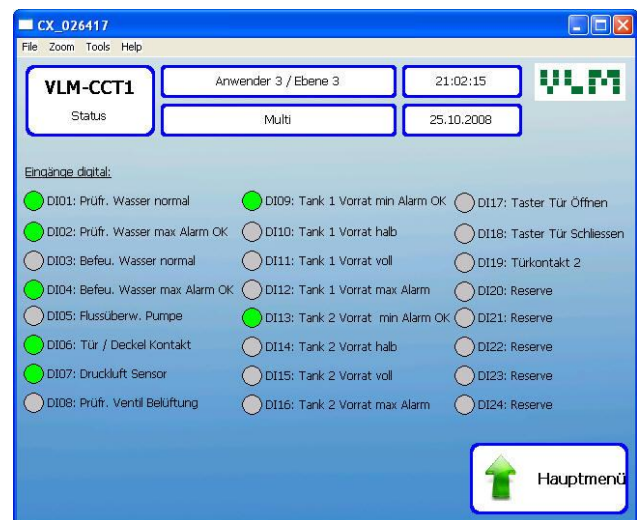 CX_026417
File Zoom Tools Help
VLM-CCT1
Status
Anwender 3 / Ebene 3
21:02:15
VLM
Multi
25.10.2008
Eingänge digital:
DI01: Prüfr. Wasser normal
DI02: Prüfr. Wasser max Alarm OK
DI03: Befeu. Wasser normal
DI04: Befeu. Wasser max Alarm OK
DI05: Flussüberw. Pumpe
DI06: Tür / Deckel Kontakt
DI07: Druckluft Sensor
DI08: Prüfr. Ventil Belüftung
DI09: Tank 1 Vorrat min Alarm OK
DI10: Tank 1 Vorrat halb
DI11: Tank 1 Vorrat voll
DI12: Tank 1 Vorrat max Alarm
DI13: Tank 2 Vorrat min Alarm OK
DI14: Tank 2 Vorrat halb
DI15: Tank 2 Vorrat voll
DI16: Tank 2 Vorrat max Alarm
DI17: Taster Tür Öffnen
DI18: Taster Tür Schliessen
DI19: Türkontakt 2
DI20: Reserve
DI21: Reserve
DI22: Reserve
DI23: Reserve
DI24: Reserve
Hauptmenü